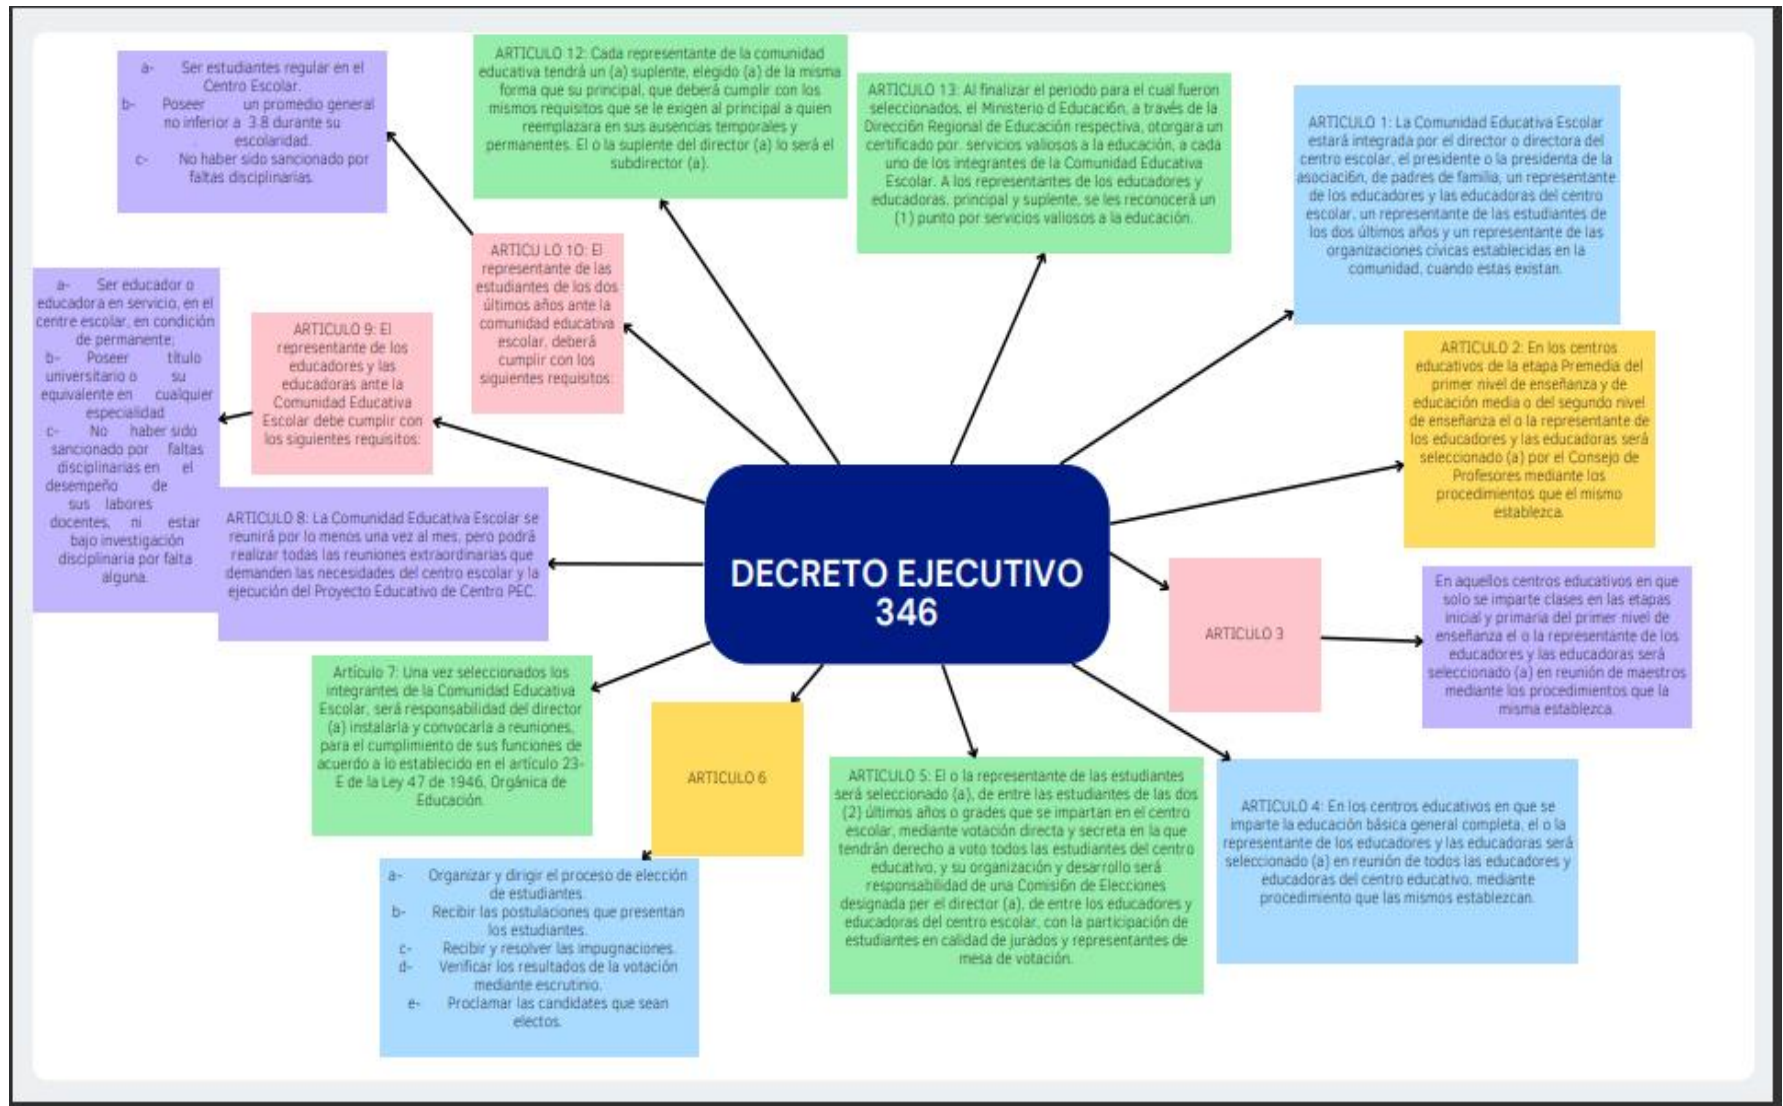 a- Ser estudiantes regular en el
Centro Escolar.
b- Poseer un promedio general
no inferior a 3.8 durante su
escolaridad.
c- No haber sido sancionado por
faltas disciplinarias.
ARTICULO 12: Cada representante de la comunidad
educativa tendrá un (a) suplente, elegido (a) de la misma
forma que su principal, que deberá cumplir con los
mismos requisitos que se le exigen al principal a quien
reemplazara en sus ausencias temporales y
permanentes. El o la suplente del director (a) lo será el
subdirector (a).
ARTICULO 13: Al finalizar el periodo para el cual fueron
seleccionados, el Ministerio d Educación, a través de la
Dirección Regional de Educación respectiva, otorgara un
certificado por. servicios valiosos a la educación, a cada
uno de los integrantes de la Comunidad Educativa
Escolar. A los representantes de los educadores y
educadoras, principal y suplente, se les reconocerá un
(1) punto por servicios valiosos a la educación.
ARTICULO 1: La Comunidad Educativa Escolar
estará integrada por el director o directora del
centro escolar, el presidente o la presidenta de la
asociación, de padres de familia, un representante
de los educadores y las educadoras del centro
escolar, un representante de las estudiantes de
los dos últimos años y un representante de las
organizaciones cívicas establecidas en la
comunidad, cuando estas existan.
ARTICU LO 1O: El
representante de las
estudiantes de los dos
últimos años ante la
comunidad educativa
escolar, deberá
cumplir con los
siguientes requisitos:
a- Ser educador o
educadora en servicio, en el
centre escolar, en condición
de permanente;
b- Poseer título
universitario o su
equivalente en cualquier
especialidad
c- No haber sido
sancionado por faltas
disciplinarias en el
desempeño de
sus labores
docentes, ni estar
bajo investigación
disciplinaria por falta
alguna.
ARTICULO 9: El
representante de los
educadores y las
educadoras ante la
Comunidad Educativa
Escolar debe cumplir con
los siguientes requisitos:
ARTICULO 2: En los centros
educativos de la etapa Premedia del
primer nivel de enseñanza y de
educación media o del segundo nivel
de enseñanza el o la representante de
los educadores y las educadoras será
seleccionado (a) por el Consejo de
Profesores mediante los
procedimientos que el mismo
establezca.
ARTICULO 8: La Comunidad Educativa Escolar se
reunirá por lo menos una vez al mes, pero podrá
realizar todas las reuniones extraordinarias que
demanden las necesidades del centro escolar y la
ejecución del Proyecto Educativo de Centro PEC.
DECRETO EJECUTIVO
346
ARTICULO 3
En aquellos centros educativos en que
solo se imparte clases en las etapas
inicial y primaria del primer nivel de
enseñanza el o la representante de los
educadores y las educadoras será
seleccionado (a) en reunión de maestros
mediante los procedimientos que la
misma establezca.
Artículo 7: Una vez seleccionados los
integrantes de la Comunidad Educativa
Escolar, será responsabilidad del director
(a) instalarla y convocarla a reuniones,
para el cumplimiento de sus funciones de
acuerdo a lo establecido en el artículo 23-
E de la Ley 47 de 1946, Orgánica de
Educación.
ARTICULO 6
ARTICULO 5: El o la representante de las estudiantes
será seleccionado (a), de entre las estudiantes de las dos
(2) últimos años o grades que se impartan en el centro
escolar, mediante votación directa y secreta en la que
tendrán derecho a voto todos las estudiantes del centro
educativo, y su organización y desarrollo será
responsabilidad de una Comisión de Elecciones
designada per el director (a), de entre los educadores y
educadoras del centro escolar, con la participación de
estudiantes en calidad de jurados y representantes de
mesa de votación.
ARTICULO 4: En los centros educativos en que se
imparte la educación básica general completa, el o la
representante de los educadores y las educadoras será
seleccionado (a) en reunión de todas las educadores y
educadoras del centro educativo, mediante
procedimiento que las mismos establezcan.
a- Organizar y dirigir el proceso de elección
de estudiantes.
b- Recibir las postulaciones que presentan
los estudiantes.
c- Recibir y resolver las impugnaciones.
d- Verificar los resultados de la votación
mediante escrutinio.
e- Proclamar las candidates que sean
electos.